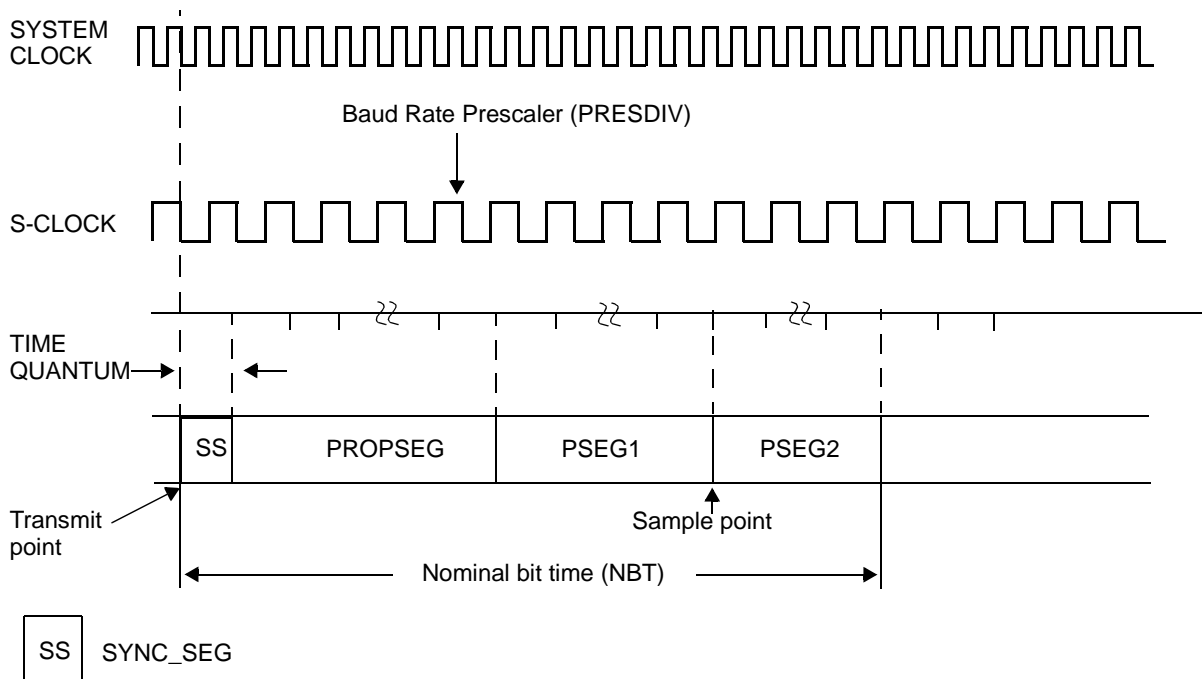 SYSTEM
CLOCK
Baud Rate Prescaler (PRESDIV)
S-CLOCK
TIME
QUANTUM
SS
PROPSEG
PSEG1
PSEG2
Transmit
point
Sample point
Nominal bit time (NBT)
SS
SYNC_SEG